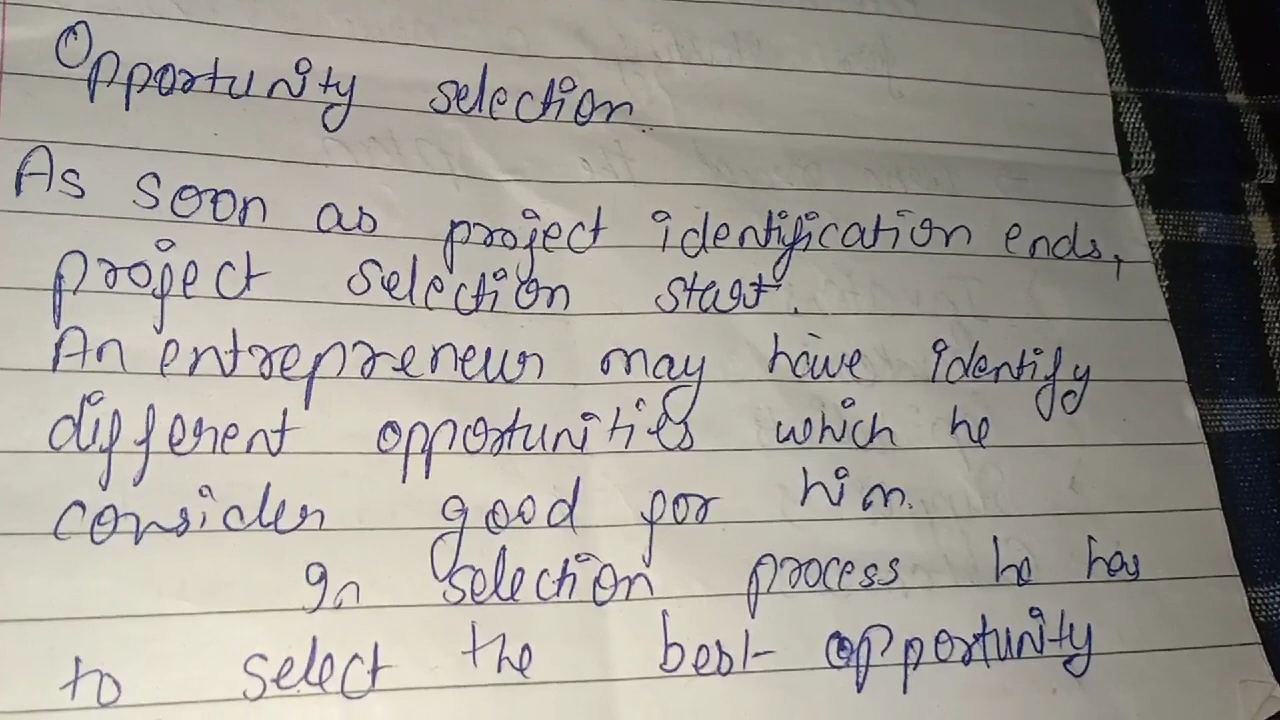 Opportunity selection
As soon as project identification ends,
project selection start.
An entrepreneur may have identify
different opportunities which he
consider good for him.
In selection process he has
to select the best opportunity